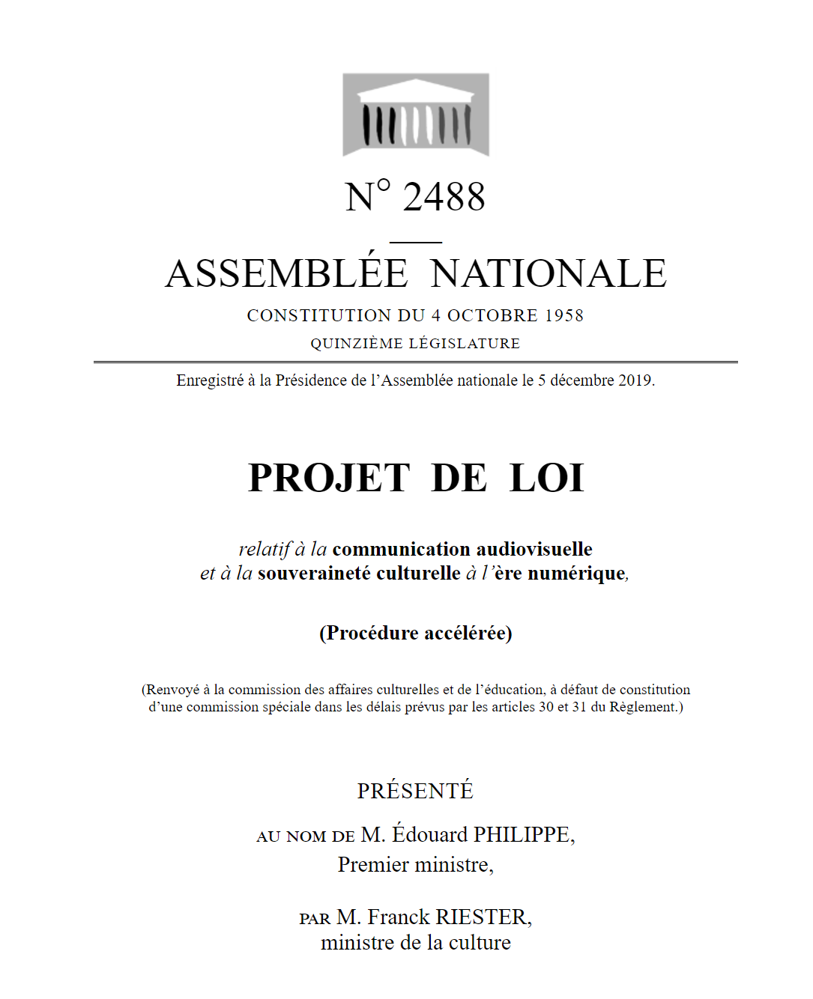 N° 2488
ASSEMBLÉE NATIONALE
CONSTITUTION DU 4 OCTOBRE 1958
QUINZIÈME LÉGISLATURE
Enregistré à la Présidence de l’Assemblée nationale le 5 décembre 2019.
PROJET DE LOI
relatif à la communication audiovisuelle
et à la souveraineté culturelle à l’ère numérique,
(Procédure accélérée)
(Renvoyé à la commission des affaires culturelles et de l’éducation, à défaut de constitution
d’une commission spéciale dans les délais prévus par les articles 30 et 31 du Règlement.)
PRÉSENTÉ
AU NOM DE M. Édouard PHILIPPE,
Premier ministre,
PAR M. Franck RIESTER,
ministre de la culture